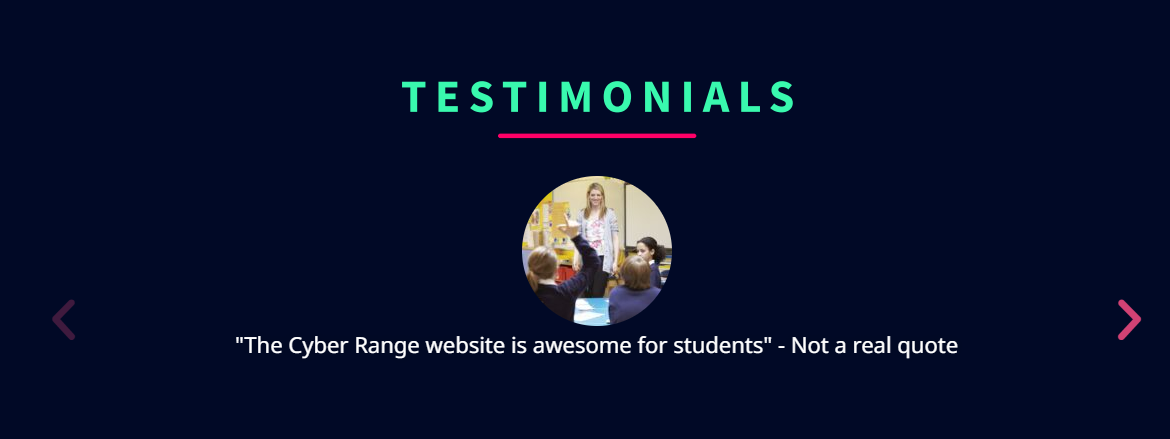 TESTIMONIALS
"The Cyber Range website is awesome for students" - Not a real quote